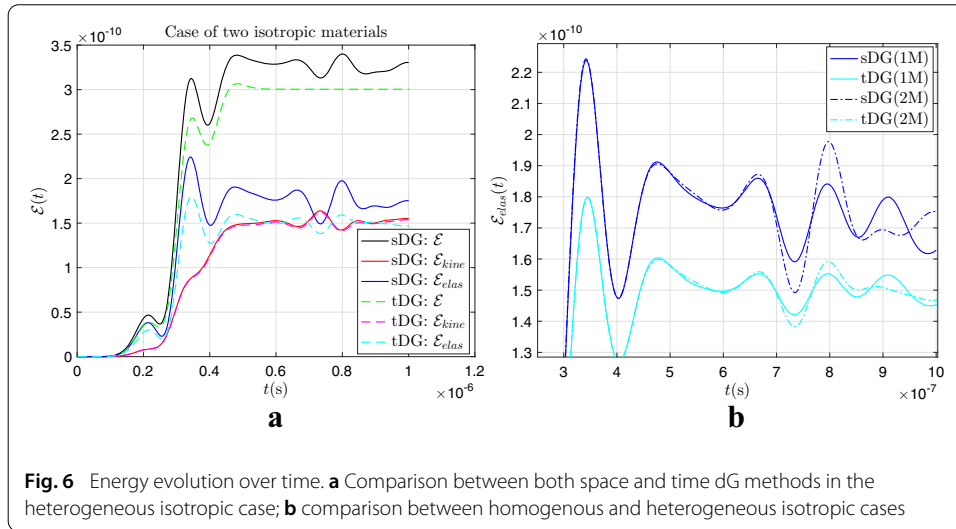 ×10⁻¹⁰
Case of two isotropic materials
3.5
3
2.5
2
1.5
1
0.5
0
ℰ(t)
sDG: ℰ
sDG: ℰkine
sDG: ℰelas
tDG: ℰ
tDG: ℰkine
tDG: ℰelas
0 0.2 0.4 0.6 0.8 1 1.2
t(s)
×10⁻⁶
a
×10⁻¹⁰
2.2
2.1
2
1.9
1.8
1.7
1.6
1.5
1.4
1.3
ℰelas(t)
sDG(1M)
tDG(1M)
sDG(2M)
tDG(2M)
3 4 5 6 7 8 9 10
t(s)
×10⁻⁷
b
Fig. 6 Energy evolution over time. a Comparison between both space and time dG methods in the
heterogeneous isotropic case; b comparison between homogenous and heterogeneous isotropic cases